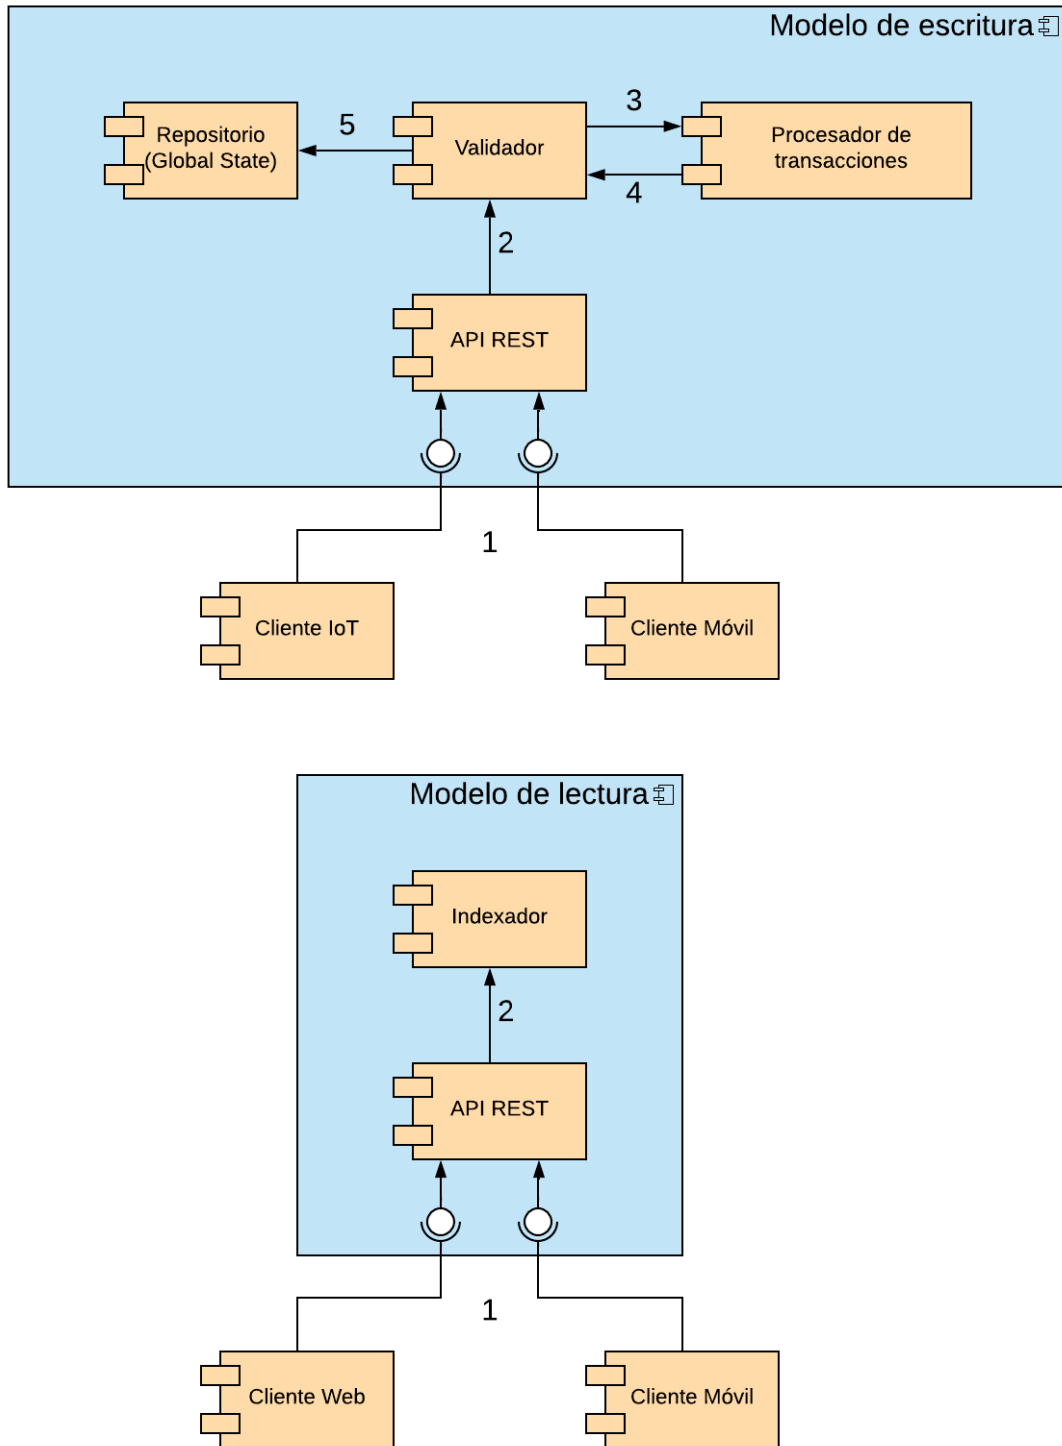 Modelo de escritura
3
5
Repositorio
(Global State)
Validador
Procesador de
transacciones
4
2
API REST
1
Cliente IoT
Cliente Móvil
Modelo de lectura
Indexador
2
API REST
1
Cliente Web
Cliente Móvil